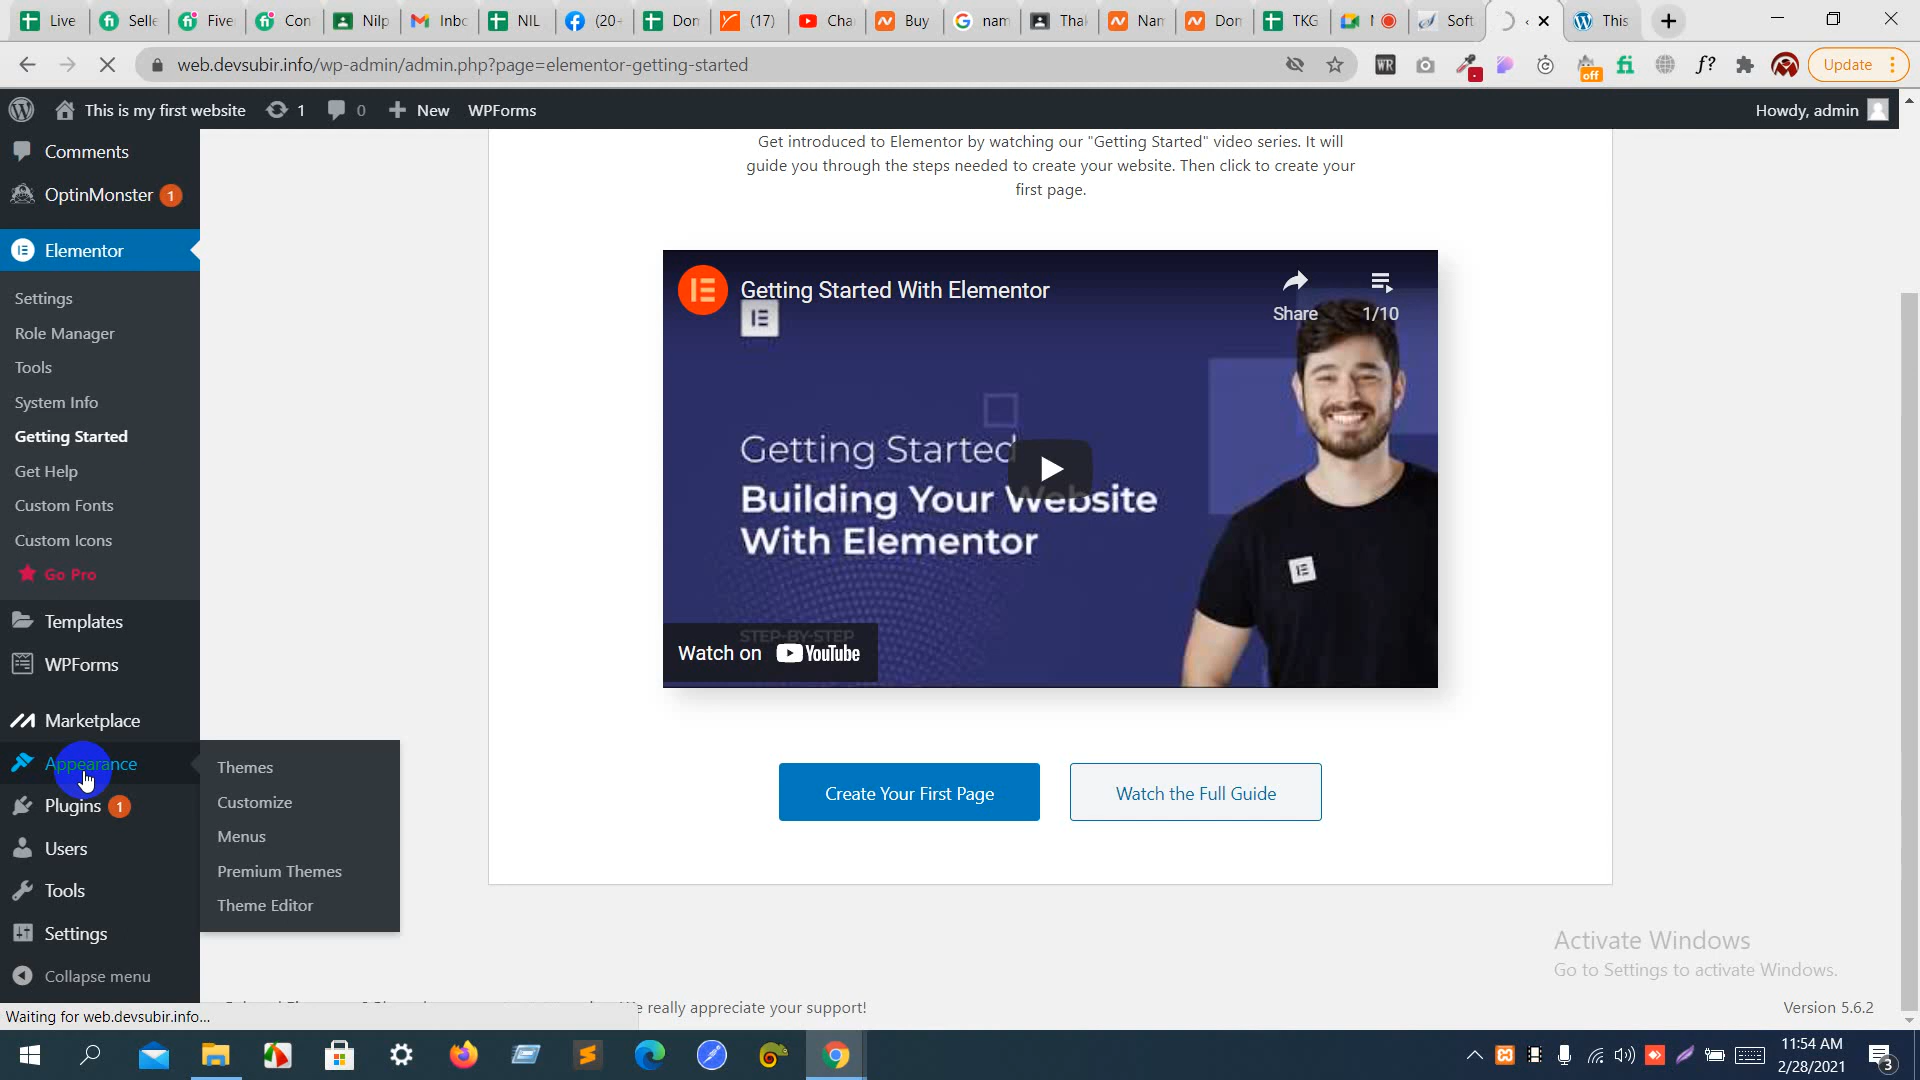 Live
Selle
Five
Con
Nilp
Inbc
NIL
(20+
Don
(17)
Cha
Buy
nam
Thal
Nam
Don
TKG
Soft
This
web.devsubir.info/wp-admin/admin.php?page=elementor-getting-started
WR
off
f?
Update
This is my first website
1
0
New
WPForms
Howdy, admin
Comments
OptinMonster 1
Elementor
Settings
Role Manager
Tools
System Info
Getting Started
Get Help
Custom Fonts
Custom Icons
Go Pro
Templates
WPForms
Marketplace
Appearance
Plugins 1
Users
Tools
Settings
Collapse menu
Themes
Customize
Menus
Premium Themes
Theme Editor
Get introduced to Elementor by watching our "Getting Started" video series. It will
guide you through the steps needed to create your website. Then click to create your
first page.
Getting Started With Elementor
Share
1/10
Getting Started
Building Your Website
With Elementor
STEP-BY-STEP
Watch on YouTube
Create Your First Page
Watch the Full Guide
Activate Windows
Go to Settings to activate Windows.
e really appreciate your support!
Version 5.6.2
Waiting for web.devsubir.info...
11:54 AM
2/28/2021
3